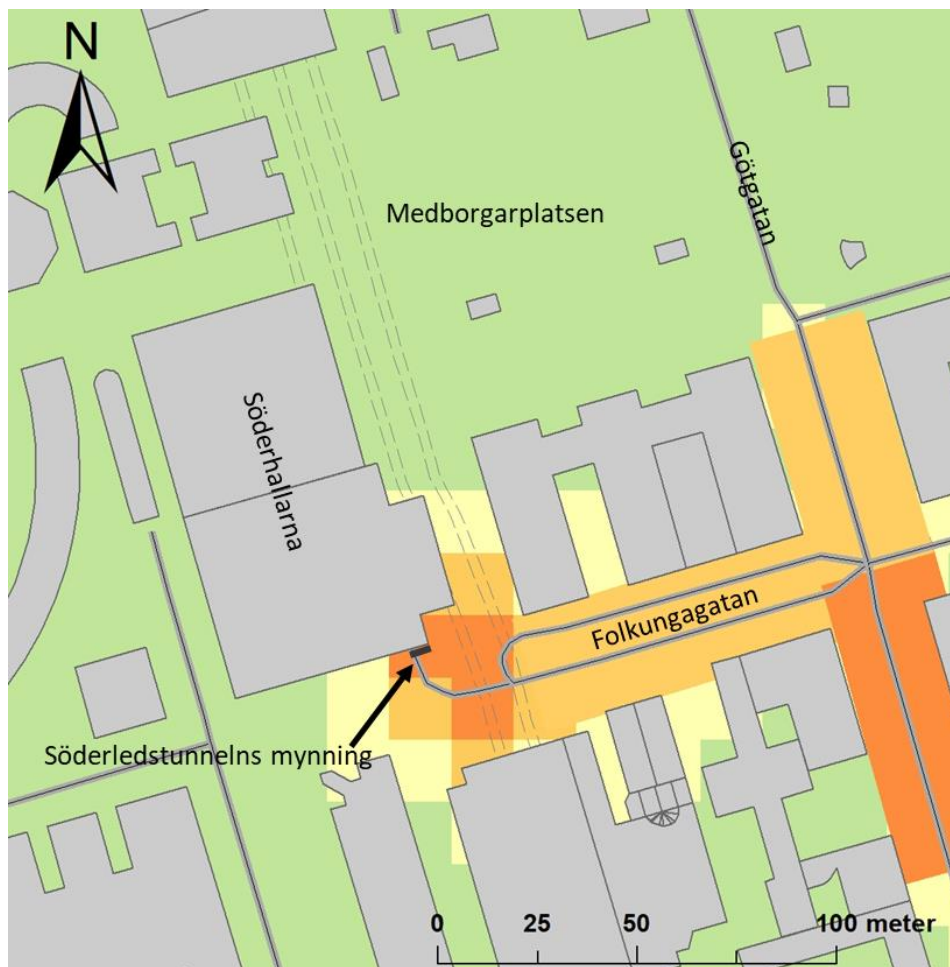 N
Götgatan
Medborgarplatsen
Söderhallarna
Folkungagatan
Söderledstunnelns mynning
0 25 50 100 meter